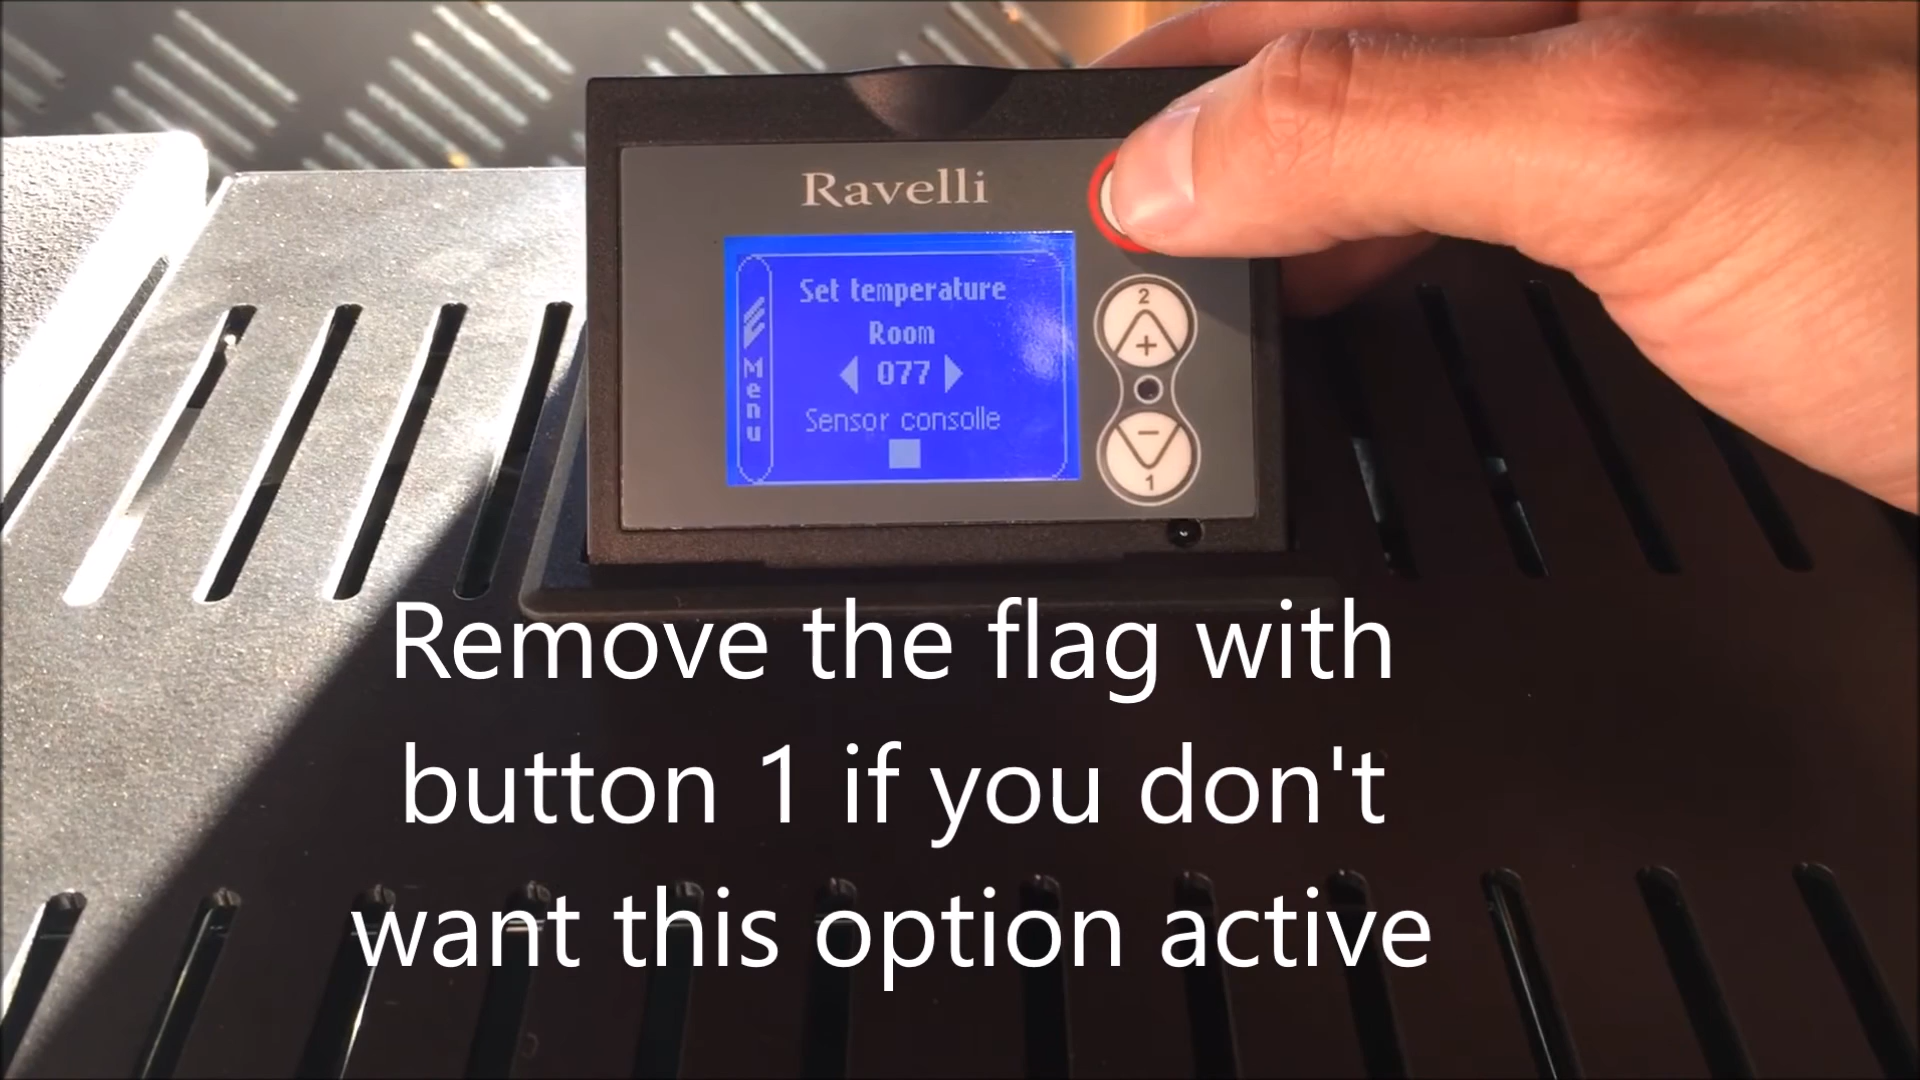 Ravelli
Set temperature
Room
077
Sensor consolle
Menu
2
+
-
1
Remove the flag with
button 1 if you don't
want this option active